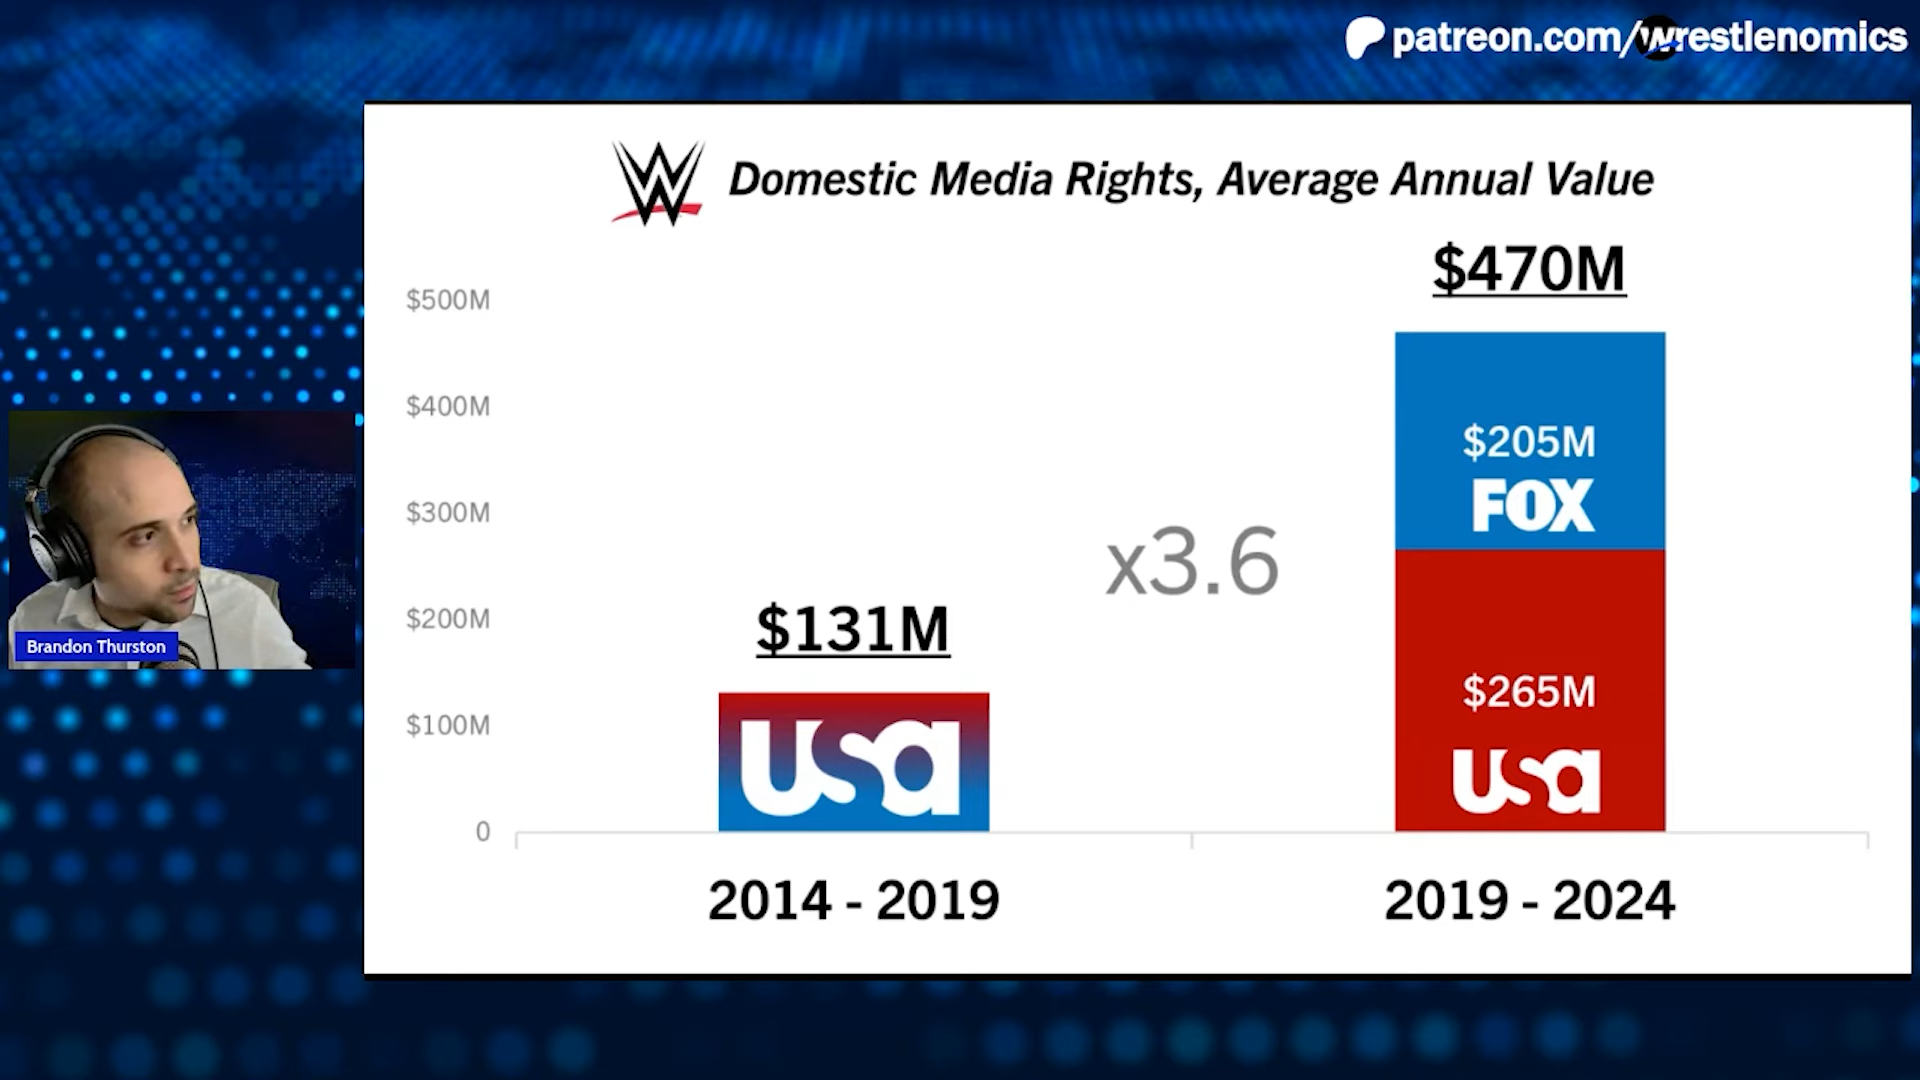 patreon.com/wrestlenomics
W Domestic Media Rights, Average Annual Value
$470M
$500M
$400M
$205M
FOX
$300M
x3.6
$200M
$131M
Brandon Thurston
$265M
$100M
usa
usa
0
2014 - 2019
2019 - 2024